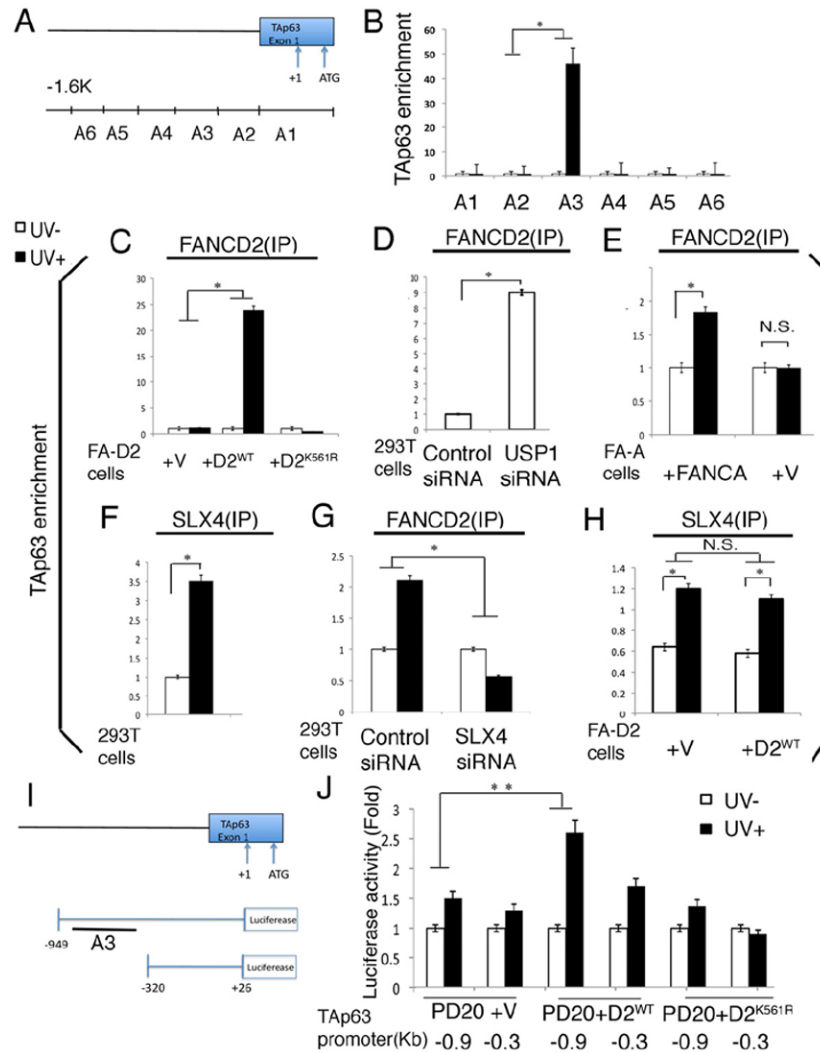 A
TAp63
Exon 1
+1
ATG
-1.6K
A6 A5 A4 A3 A2 A1
B
TAp63 enrichment
60
50
40
30
20
10
0
*
A1 A2 A3 A4 A5 A6
UV-
UV+
TAp63 enrichment
C
FANCD2(IP)
30
25
20
15
10
5
0
*
FA-D2
cells
+V +D2WT +D2K561R
D
FANCD2(IP)
10
9
8
7
6
5
4
3
2
1
0
*
293T
cells
Control
siRNA
USP1
siRNA
E
FANCD2(IP)
2
1
0.5
0
*
N.S.
FA-A
cells
+FANCA +V
F
SLX4(IP)
4
3.5
3
2.5
2
1.5
1
0.5
0
*
293T
cells
G
FANCD2(IP)
2.5
2
1.5
1
0.5
0
*
293T
cells
Control
siRNA
SLX4
siRNA
H
SLX4(IP)
N.S.
1.4
1.2
1
0.8
0.6
0.4
0.2
0
*
*
FA-D2
cells
+V +D2WT
I
TAp63
Exon 1
+1
ATG
Luciferease
-949
A3
Luciferease
-320
+25
J
Luciferase activity (Fold)
3
2.5
2
1.5
1
0.5
0
* *
UV-
UV+
PD20 +V PD20+D2WT PD20+D2K561R
TAp63
promoter(Kb)
-0.9 -0.3 -0.9 -0.3 -0.9 -0.3